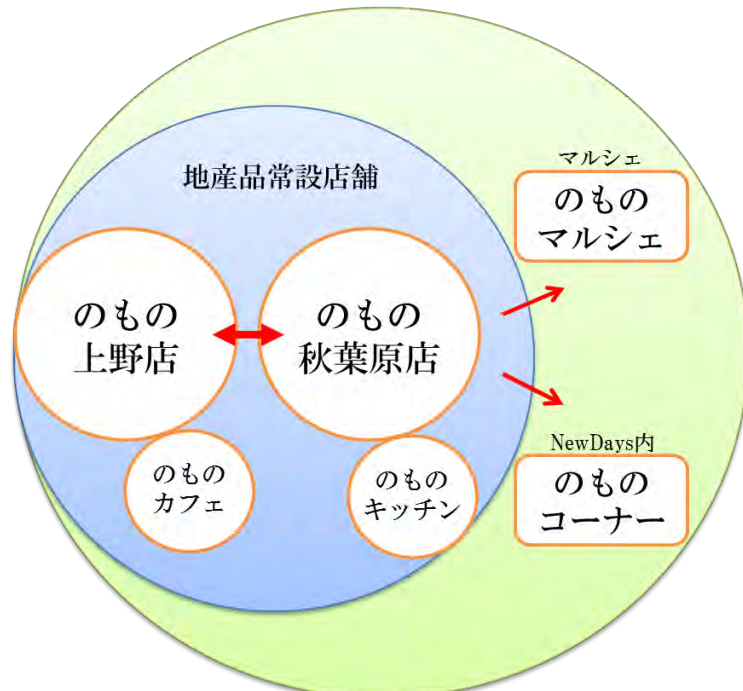 マルシェ
のもの
マルシェ
地産品常設店舗
のもの
上野店
のもの
秋葉原店
のもの
カフェ
のもの
キッチン
NewDays内
のもの
コーナー